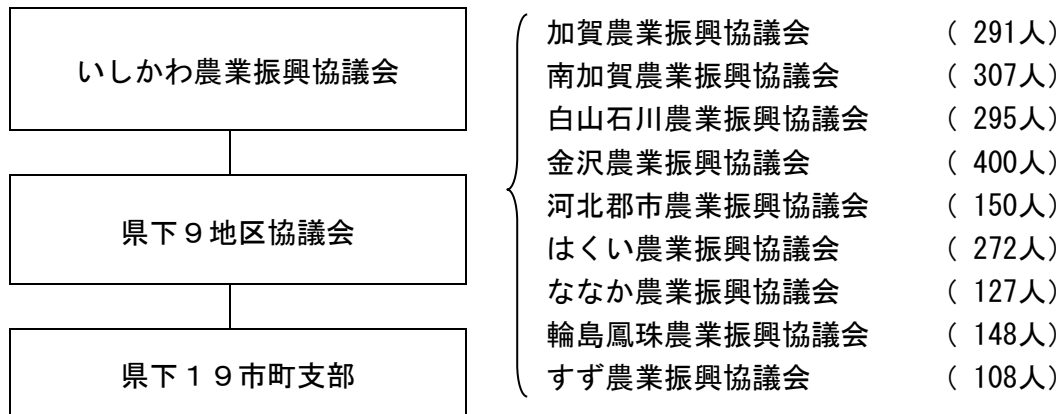 いしかわ農業振興協議会
県下９地区協議会
県下１９市町支部
加賀農業振興協議会 ( 291人)
南加賀農業振興協議会 ( 307人)
白山石川農業振興協議会 ( 295人)
金沢農業振興協議会 ( 400人)
河北郡市農業振興協議会 ( 150人)
はくい農業振興協議会 ( 272人)
ななか農業振興協議会 ( 127人)
輪島鳳珠農業振興協議会 ( 148人)
すず農業振興協議会 ( 108人)